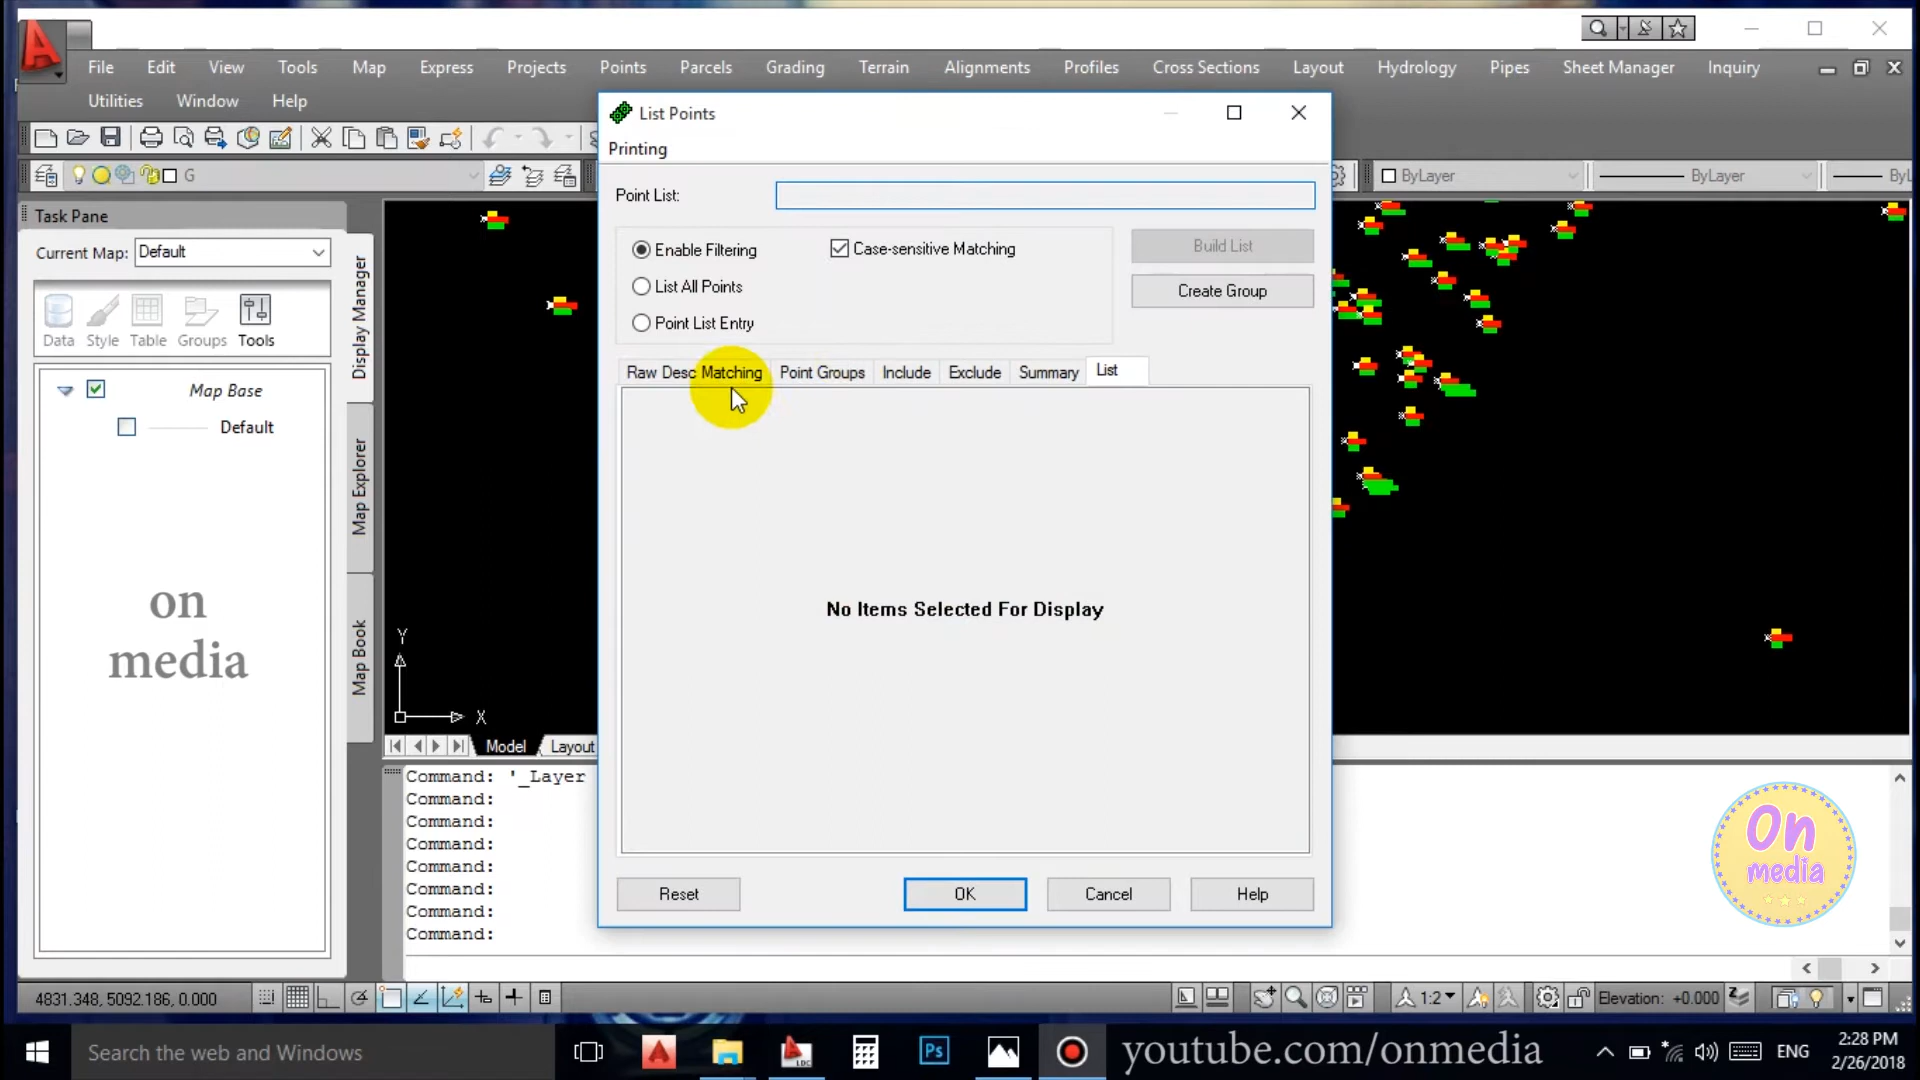 File Edit View Tools Map Express Projects Points Parcels Grading Terrain Alignments Profiles Cross Sections Layout Hydrology Pipes Sheet Manager Inquiry
Utilities Window Help
G
ByLayer
ByLayer
List Points
Printing
Point List:
Enable Filtering
Case-sensitive Matching
Build List
List All Points
Create Group
Point List Entry
Raw Desc Matching Point Groups Include Exclude Summary List
No Items Selected For Display
Reset OK Cancel Help
Task Pane
Current Map: Default
Data Style Table Groups Tools
Map Base
Default
on
media
Display Manager
Map Explorer
Map Book
Y
X
Model Layout
Command: '_Layer
Command:
Command:
Command:
Command:
Command:
Command:
Command:
On
media
4831.348, 5092.186, 0.000
1:2
Elevation: +0.000
Search the web and Windows
Ps
LDC
youtube.com/onmedia
ENG
2:28 PM
2/26/2018